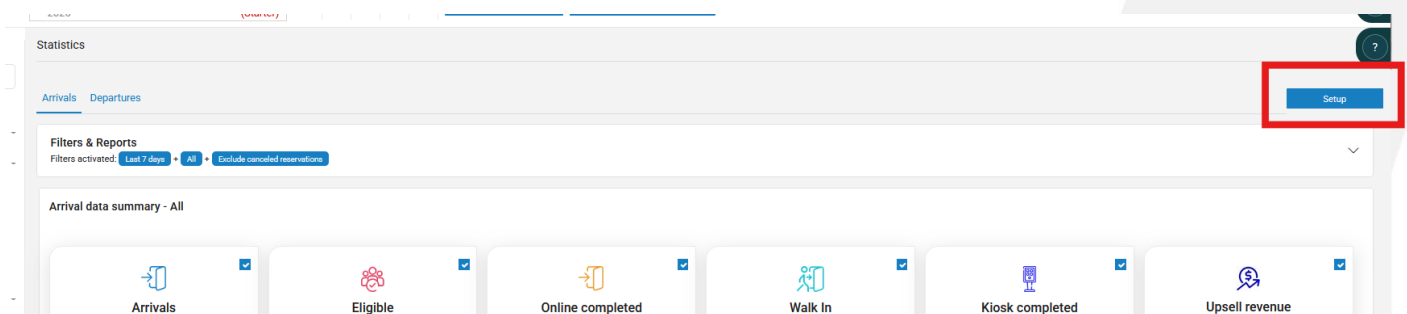 (Starter)
Statistics
?
Arrivals Departures
Setup
Filters & Reports
Filters activated: Last 7 days + All + Exclude canceled reservations
Arrival data summary - All
Arrivals Eligible Online completed Walk In Kiosk completed Upsell revenue